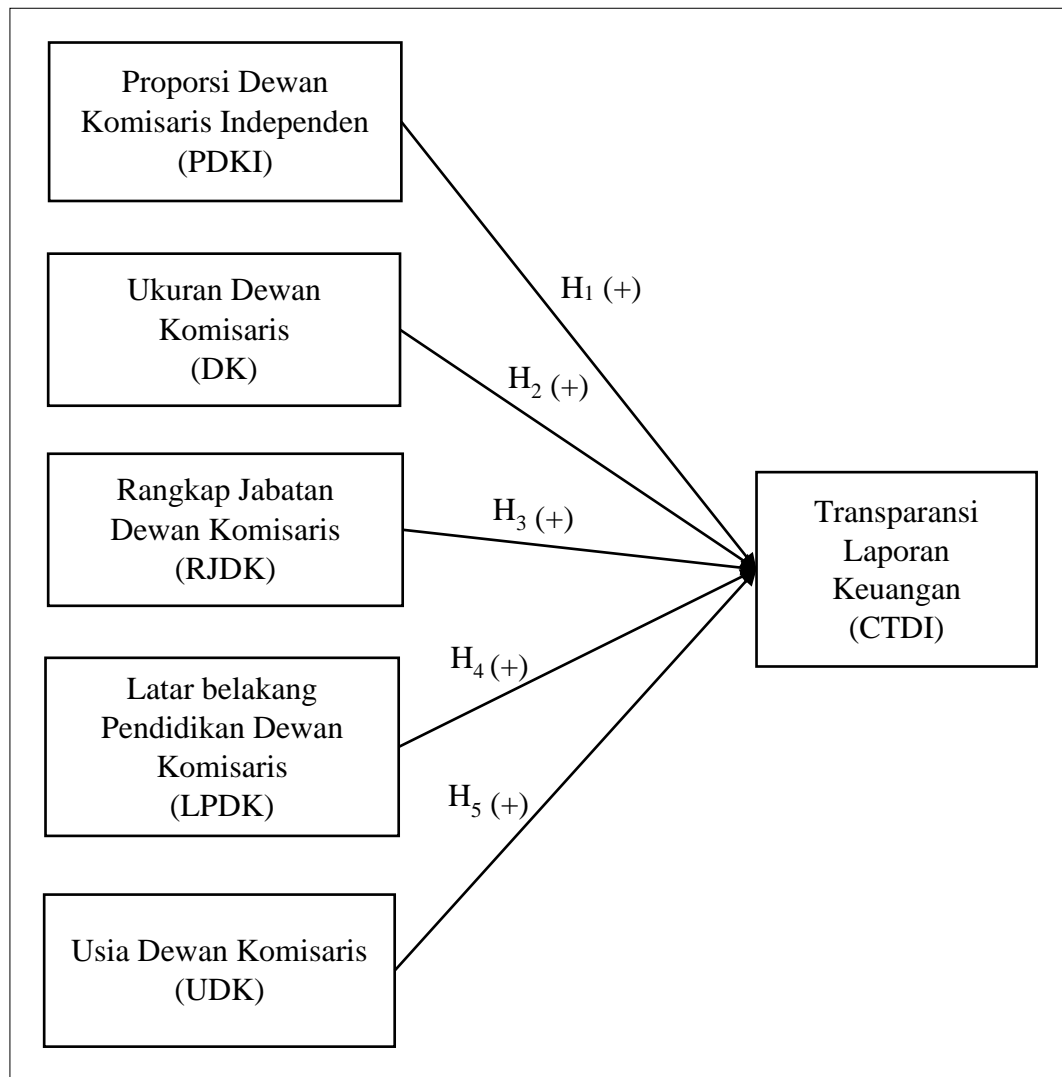 Proporsi Dewan
Komisaris Independen
(PDKI)
H₁ (+)
Ukuran Dewan
Komisaris
(DK)
H₂ (+)
Rangkap Jabatan
Dewan Komisaris
(RJDK)
H₃ (+)
Transparansi
Laporan
Keuangan
(CTDI)
Latar belakang
Pendidikan Dewan
Komisaris
(LPDK)
H₄ (+)
Usia Dewan Komisaris
(UDK)
H₅ (+)